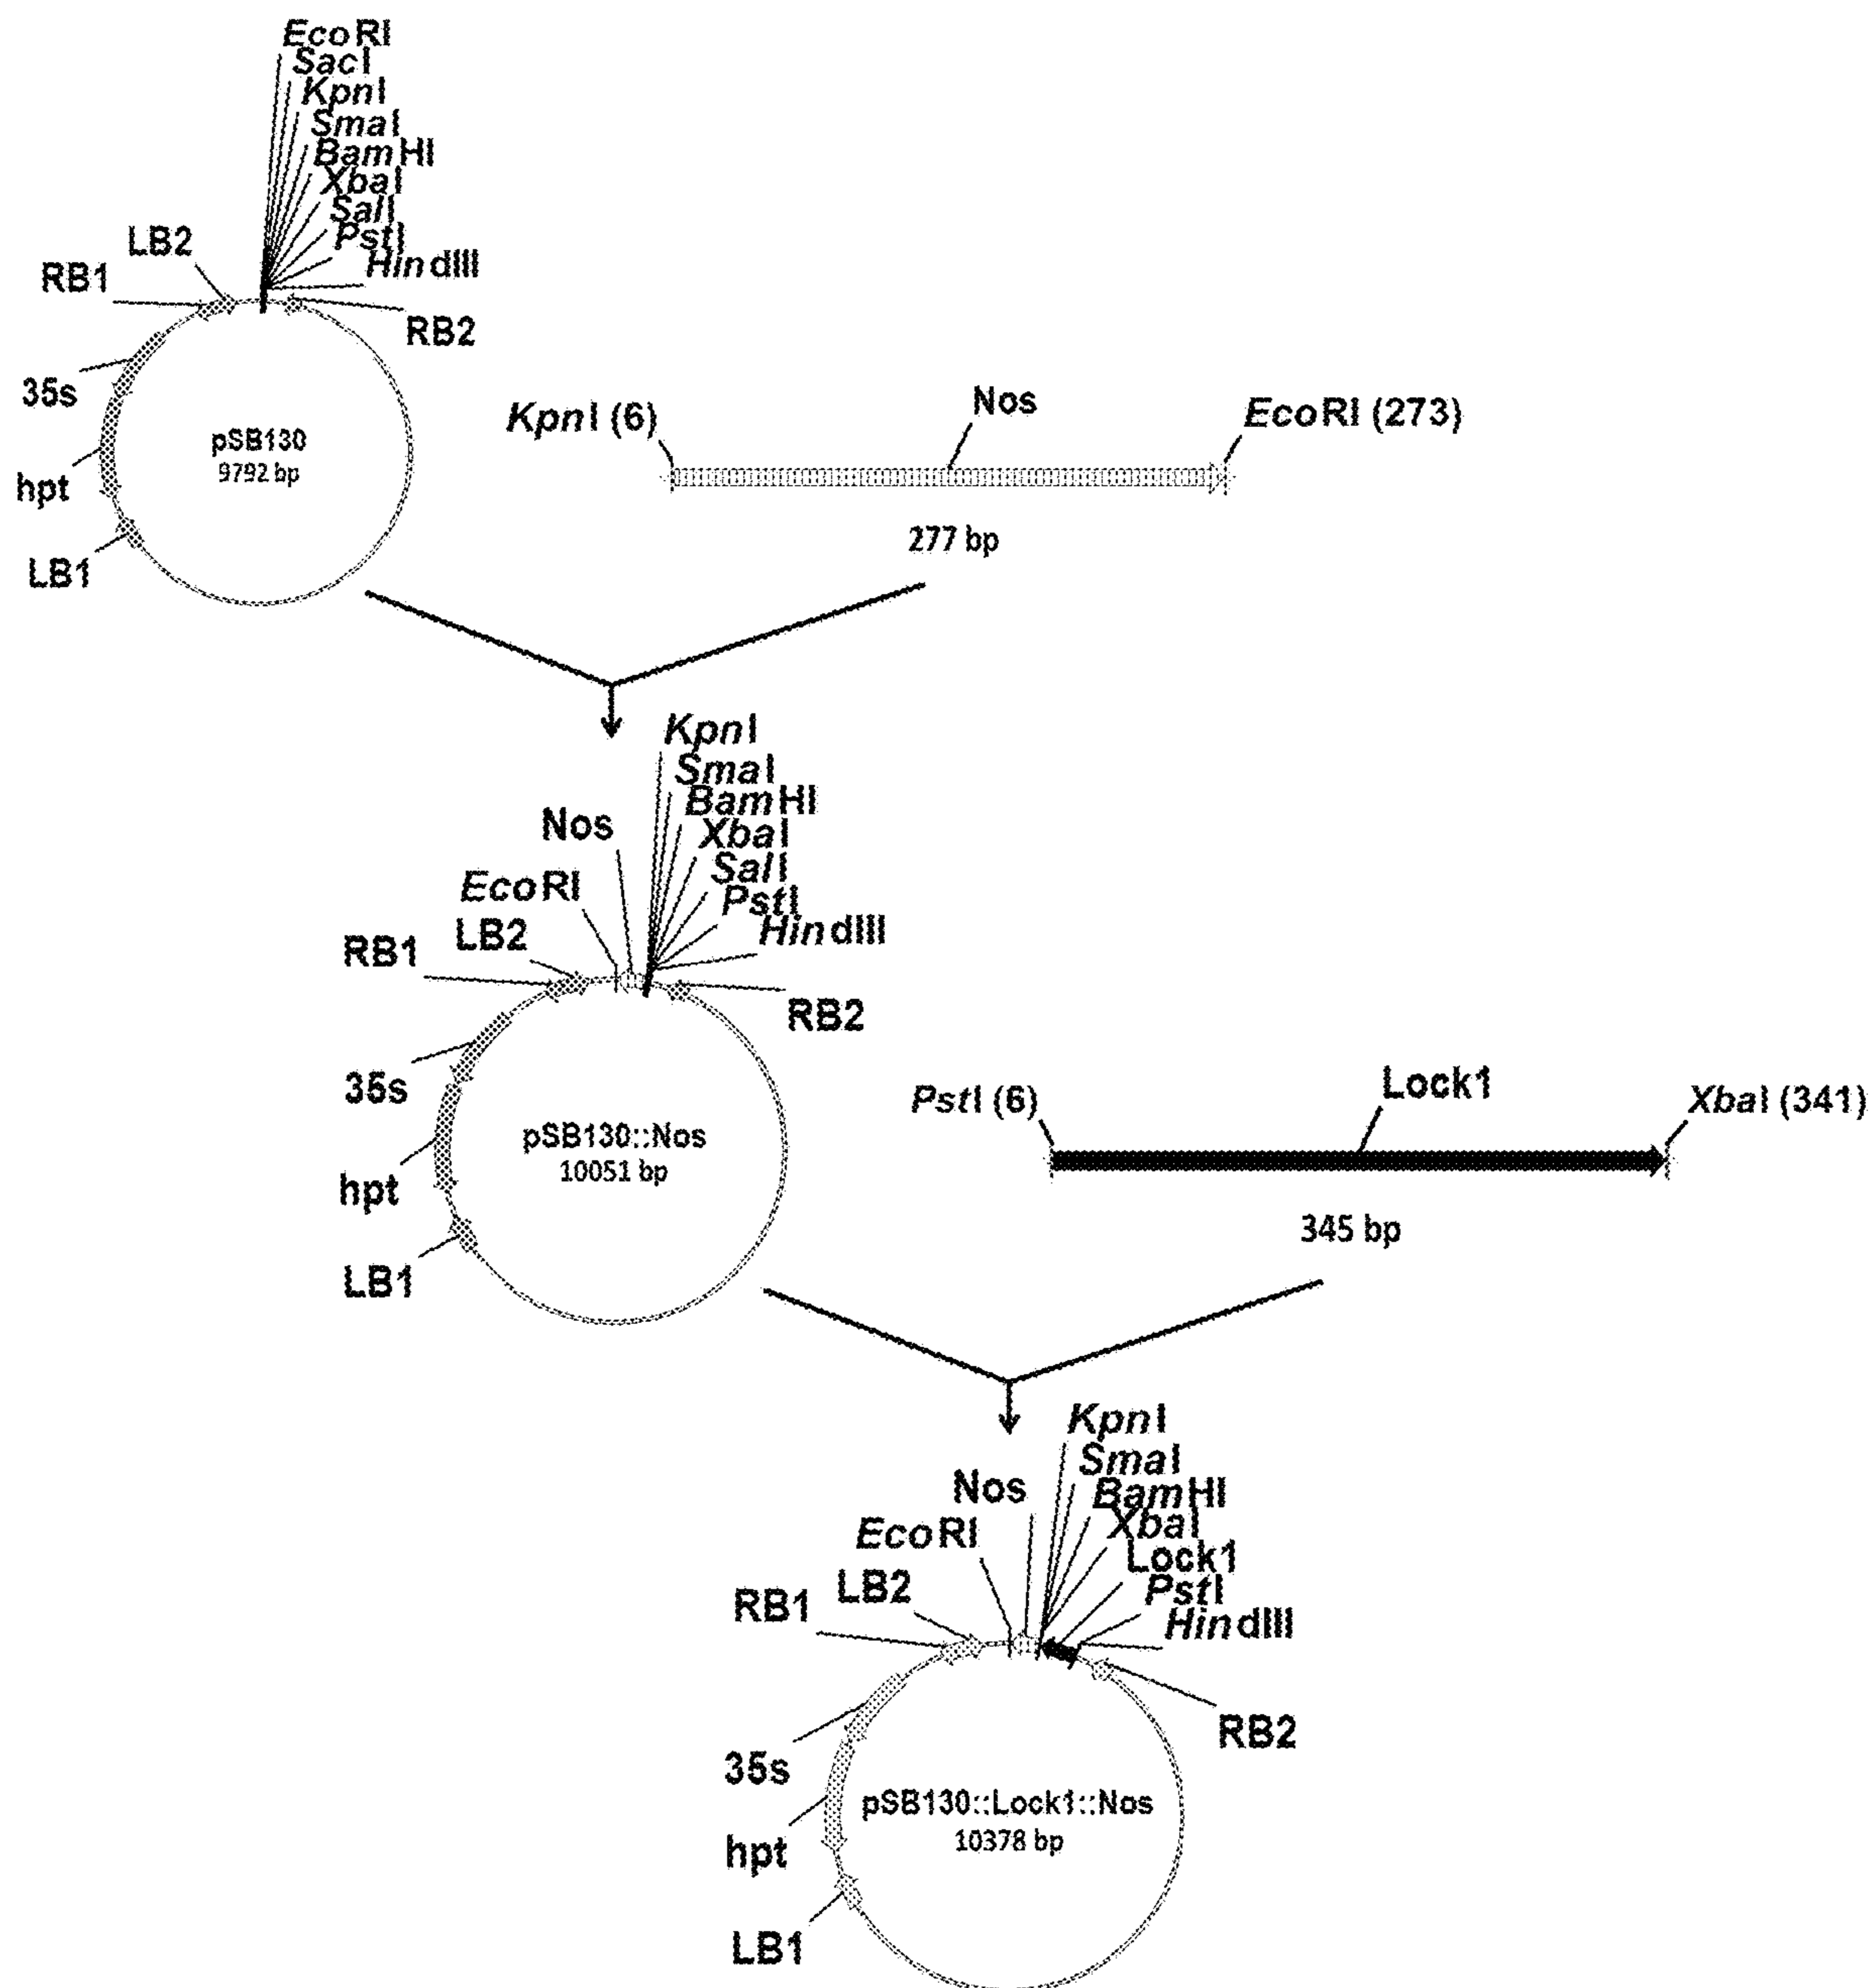 EcoRI
SacI
KpnI
SmaI
BamHI
XbaI
SalI
PstI
HindIII
LB2
RB1
RB2
35s
pSB130
9792 bp
hpt
LB1
KpnI (6)
Nos
EcoRI (273)
277 bp
KpnI
SmaI
BamHI
XbaI
SalI
PstI
HindIII
Nos
EcoRI
LB2
RB1
RB2
35s
pSB130::Nos
10051 bp
hpt
LB1
PstI (6)
Lock1
XbaI (341)
345 bp
KpnI
SmaI
BamHI
XbaI
Lock1
PstI
HindIII
Nos
EcoRI
LB2
RB1
RB2
35s
pSB130::Lock1::Nos
10378 bp
hpt
LB1